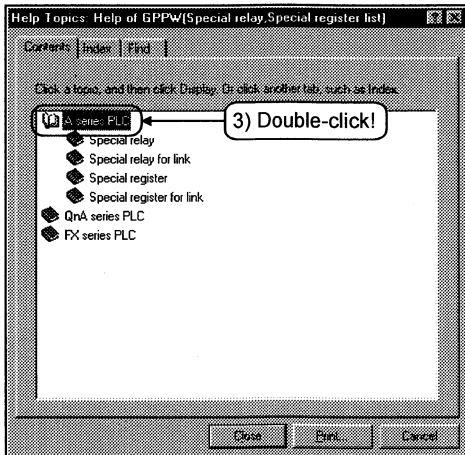 Help Topics: Help of GPPW(Special relay,Special register list)
Contents Index Find
Click a topic, and then click Display. Or click another tab, such as Index.
A series PLC
3) Double-click!
Special relay
Special relay for link
Special register
Special register for link
QnA series PLC
FX series PLC
Close Print... Cancel